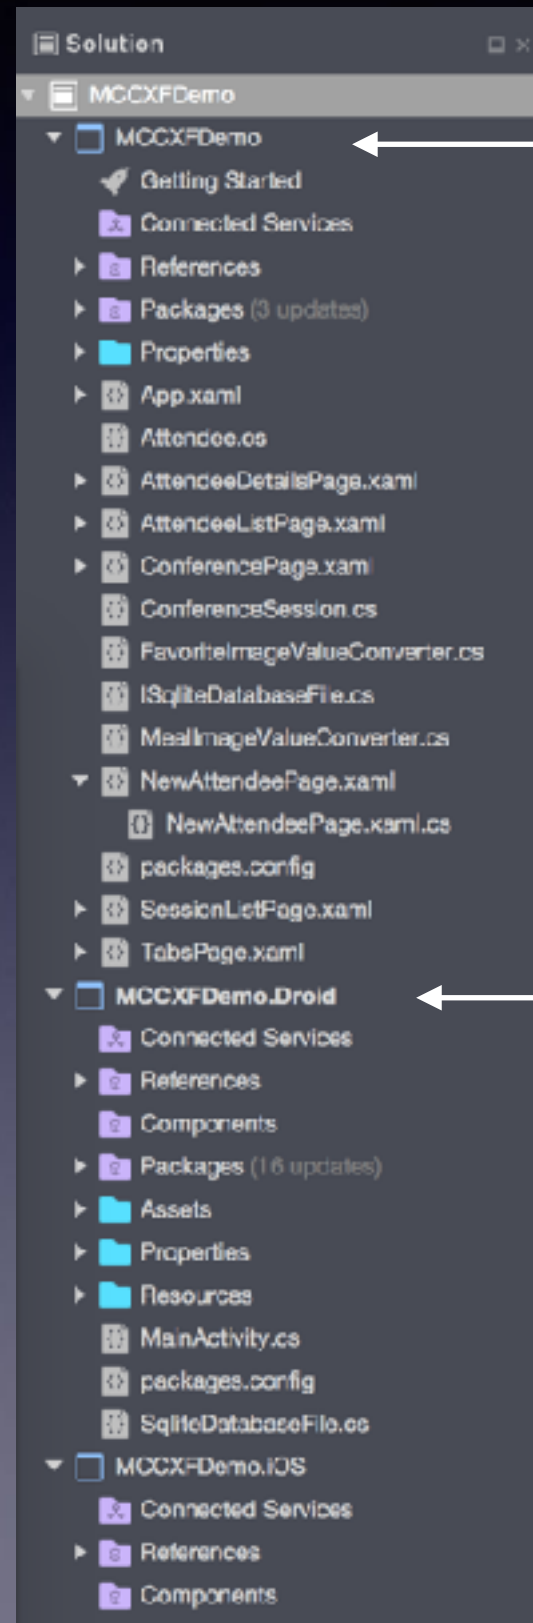 Solution
MCCXFDemo
MCCXFDemo
Getting Started
Connected Services
References
Packages (3 updates)
Properties
App.xaml
Attendee.cs
AttendeeDetailsPage.xaml
AttendeeListPage.xaml
ConferencePage.xaml
ConferenceSession.cs
FavoriteImageValueConverter.cs
ISqliteDatabaseFile.cs
MealImageValueConverter.cs
NewAttendeePage.xaml
NewAttendeePage.xaml.cs
packages.config
SessionListPage.xaml
TabsPage.xaml
MCCXFDemo.Droid
Connected Services
References
Components
Packages (16 updates)
Assets
Properties
Resources
MainActivity.cs
packages.config
SqliteDatabaseFile.cs
MCCXFDemo.iOS
Connected Services
References
Components